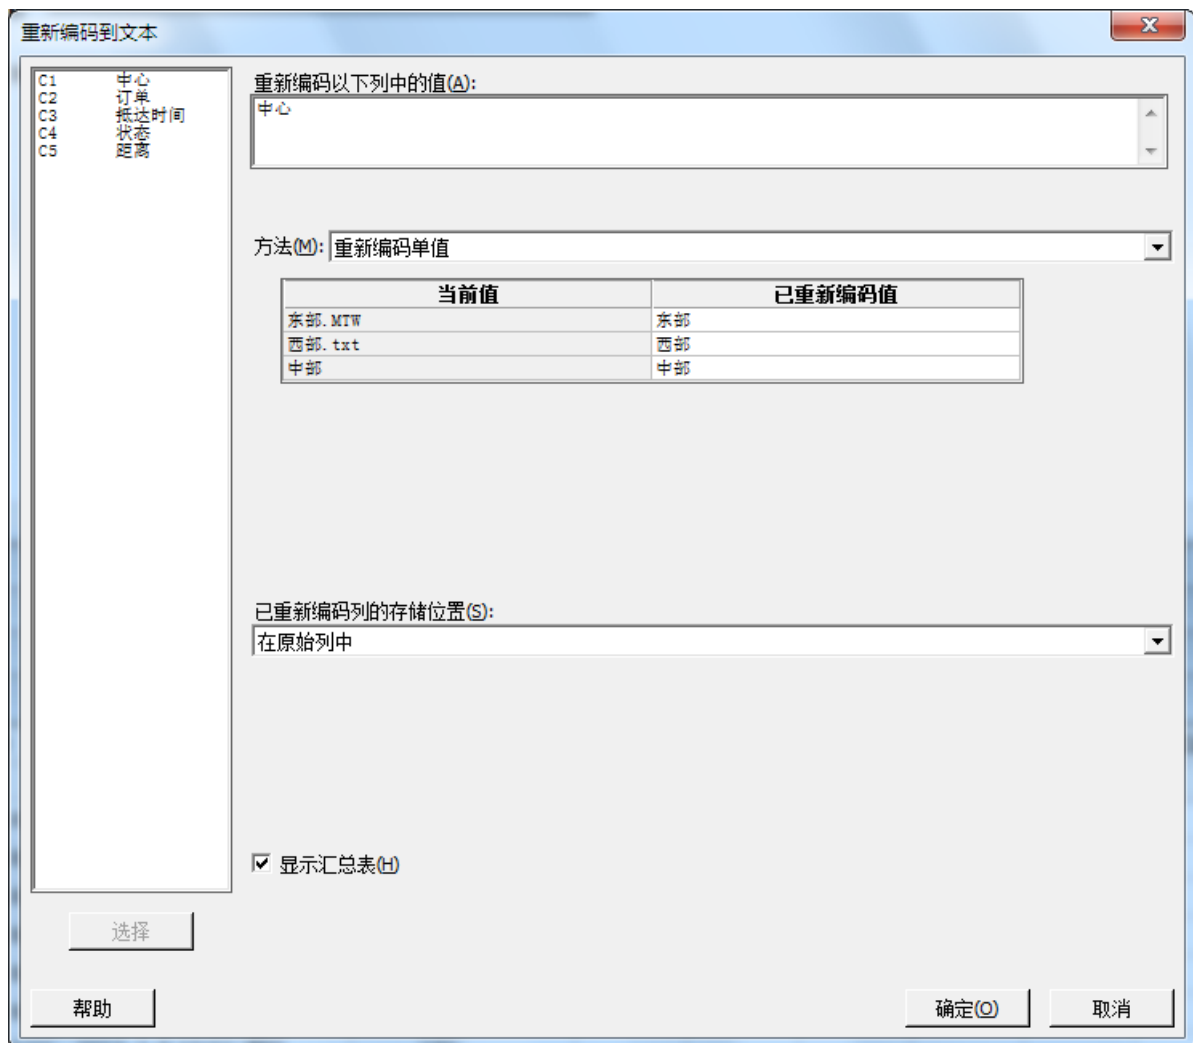 重新编码到文本
C1 中心
C2 订单
C3 抵达时间
C4 状态
C5 距离
重新编码以下列中的值(A):
中心
方法(M): 重新编码单值
当前值 已重新编码值
东部.MTW 东部
西部.txt 西部
中部 中部
已重新编码列的存储位置(S):
在原始列中
显示汇总表(H)
选择
帮助 确定(O) 取消